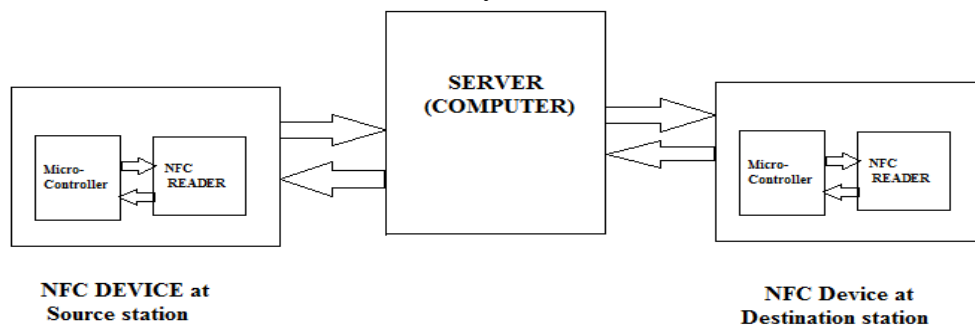 SERVER
(COMPUTER)
Micro-
Controller
NFC
READER
Micro-
Controller
NFC
READER
NFC DEVICE at
Source station
NFC Device at
Destination station